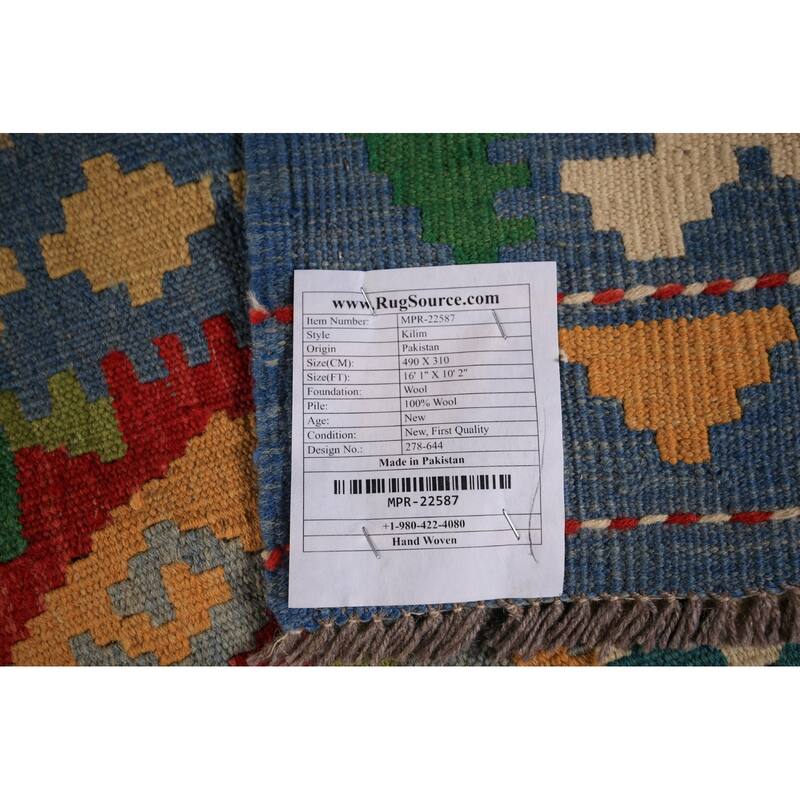 www.RugSource.com
Item Number: MPR-22587
Style Kilim
Origin Pakistan
Size(CM): 490 X 310
Size(FT): 16' 1" X 10' 2"
Foundation: Wool
Pile: 100% Wool
Age: New
Condition: New, First Quality
Design No.: 278-644
Made in Pakistan
MPR-22587
+1-980-422-4080
Hand Woven